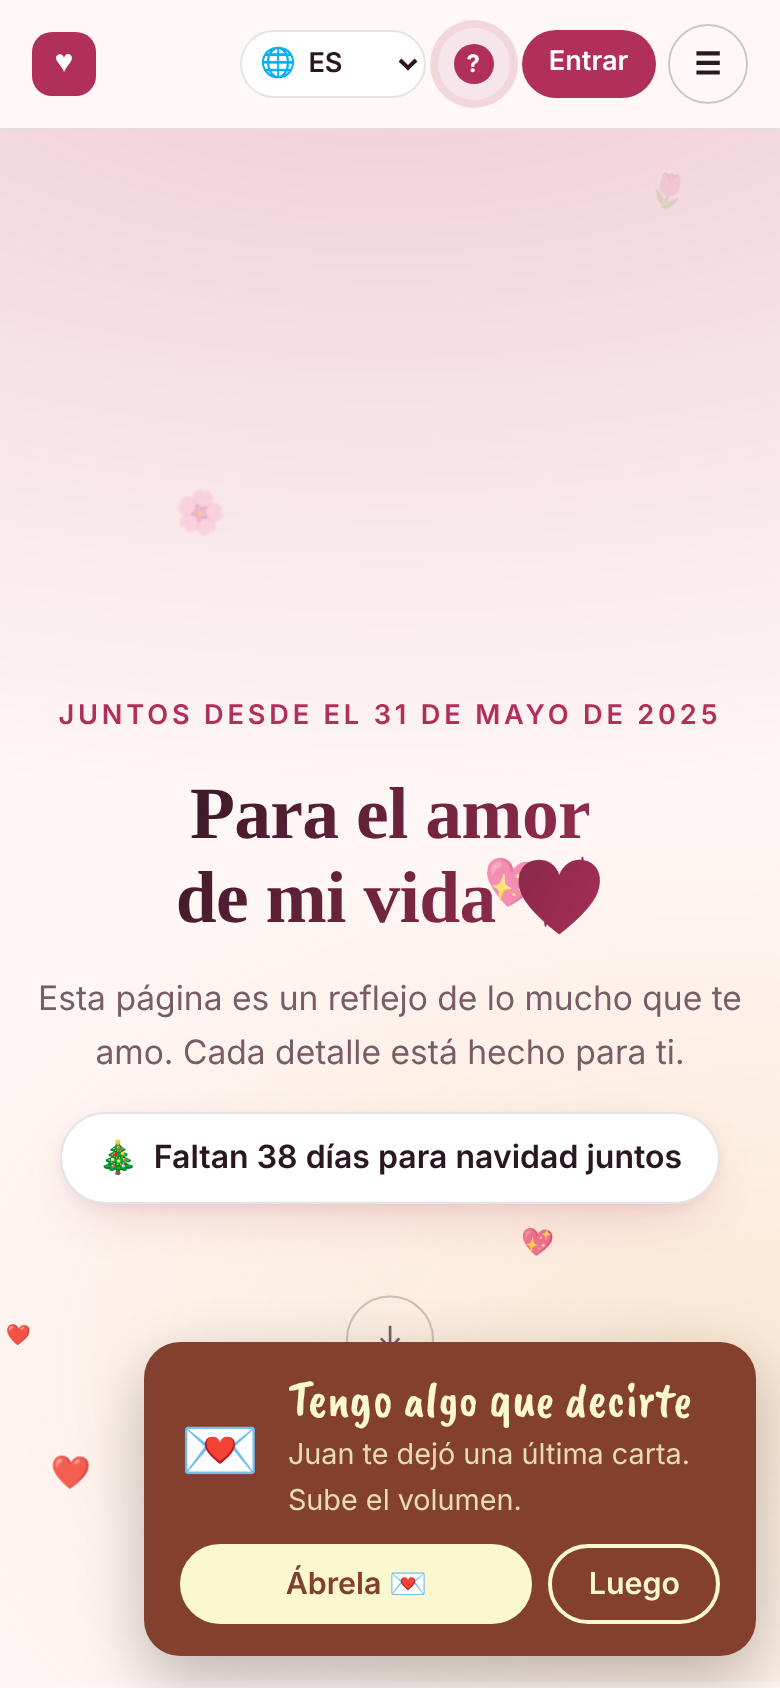 ES
?
Entrar
JUNTOS DESDE EL 31 DE MAYO DE 2025
Para el amor
de mi vida
Esta página es un reflejo de lo mucho que te
amo. Cada detalle está hecho para ti.
Faltan 38 días para navidad juntos
Tengo algo que decirte
Juan te dejó una última carta.
Sube el volumen.
Ábrela
Luego